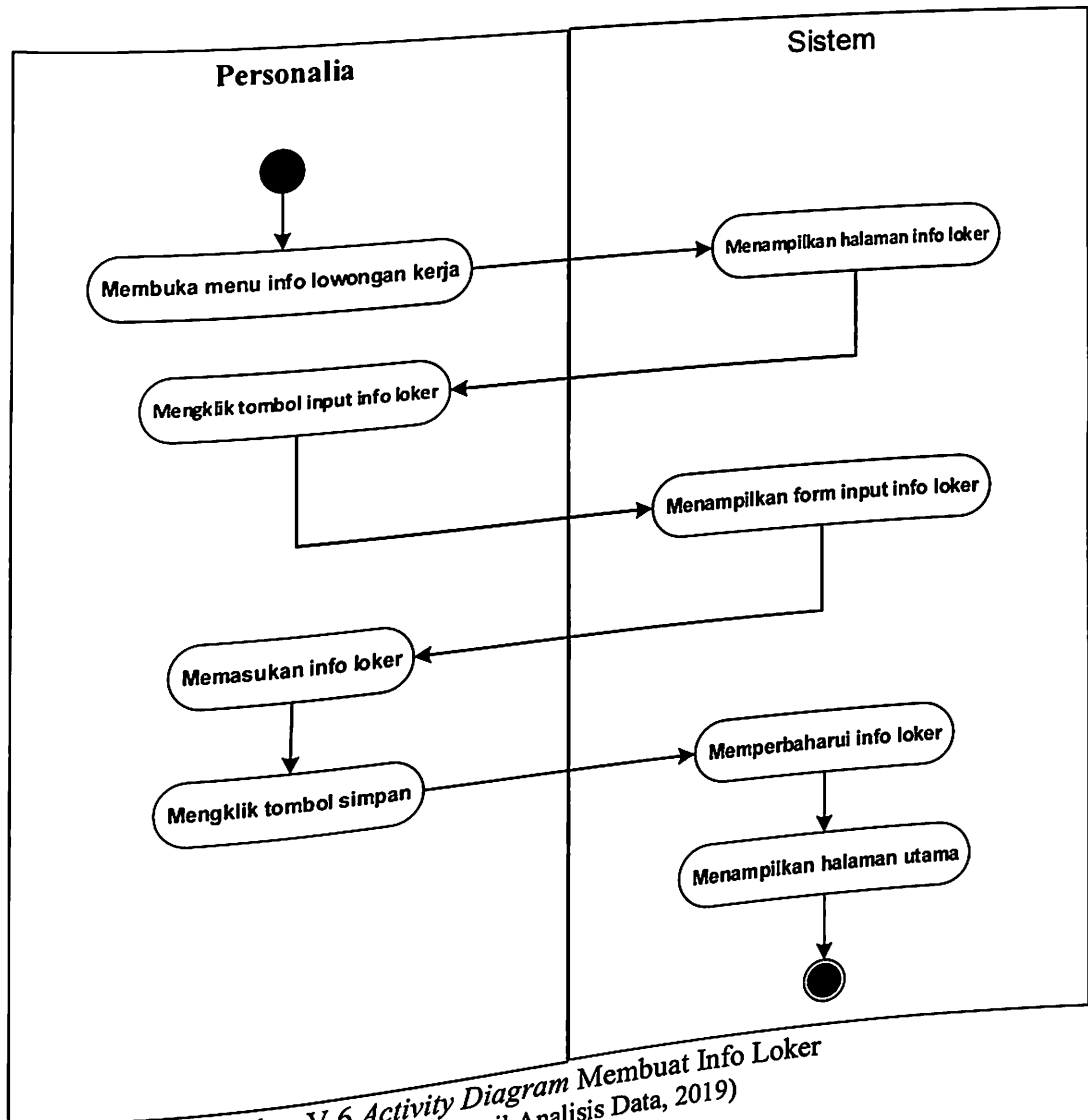 Personalia
Sistem
Membuka menu info lowongan kerja
Menampilkan halaman info loker
Mengklik tombol input info loker
Menampilkan form input info loker
Memasukan info loker
Mengklik tombol simpan
Memperbaharui info loker
Menampilkan halaman utama
V.6 Activity Diagram Membuat Info Loker
Analisis Data, 2019)